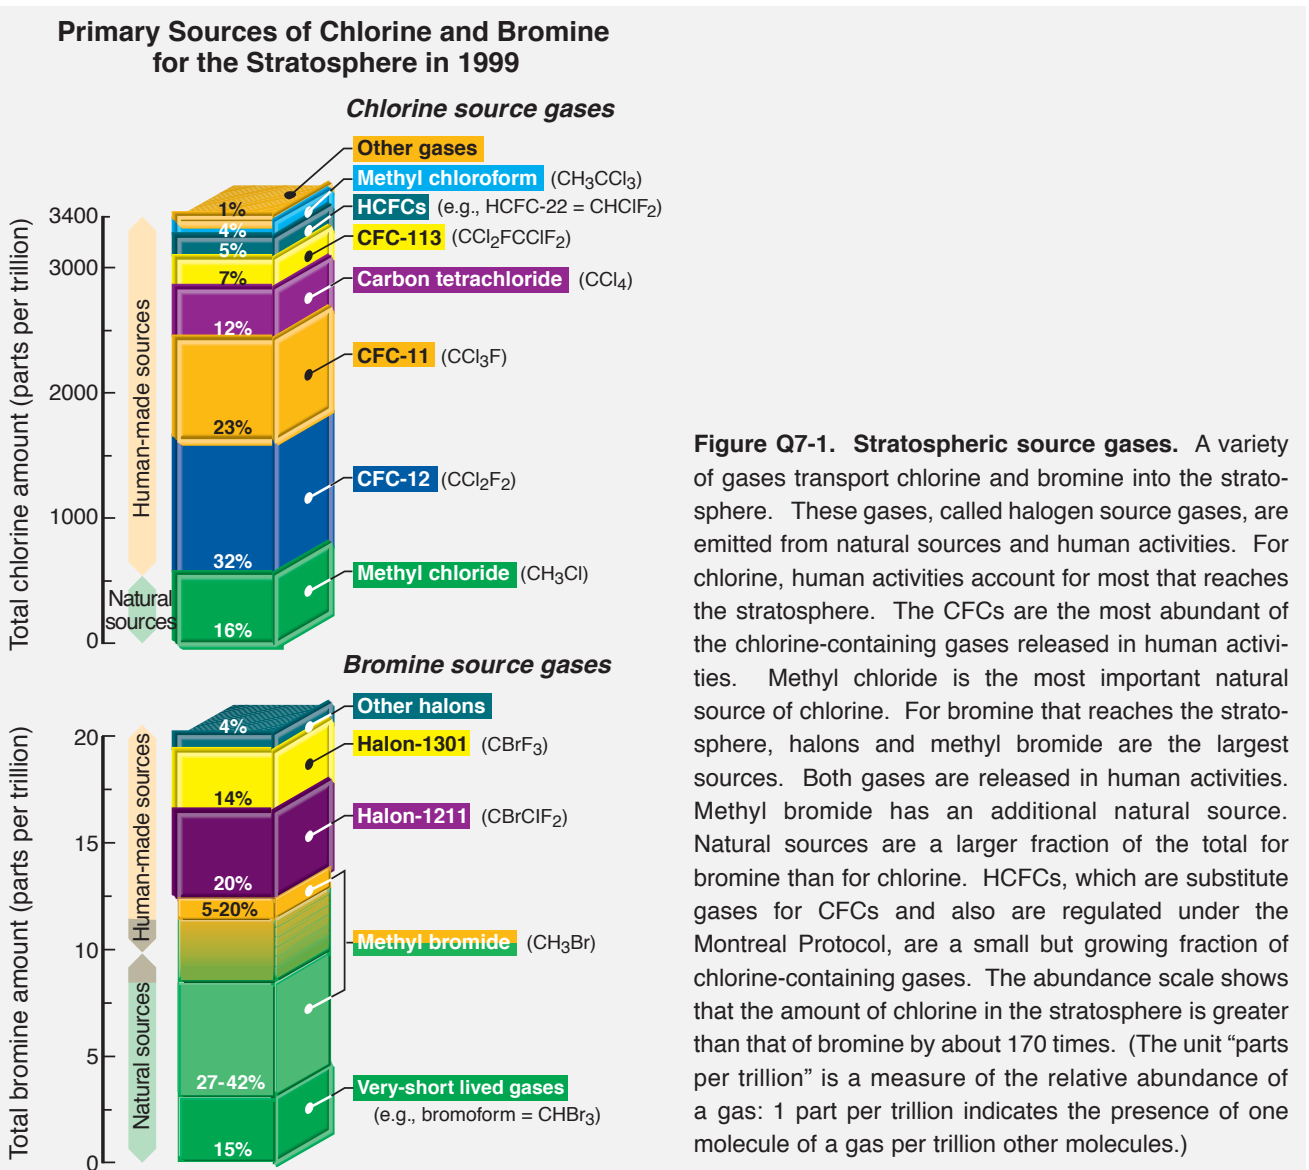 Primary Sources of Chlorine and Bromine
for the Stratosphere in 1999
Chlorine source gases
Other gases
Methyl chloroform (CH3CCl3)
HCFCs (e.g., HCFC-22 = CHClF2)
CFC-113 (CCl2FCClF2)
Carbon tetrachloride (CCl4)
CFC-11 (CCl3F)
CFC-12 (CCl2F2)
Methyl chloride (CH3Cl)
1%
4%
5%
7%
12%
23%
32%
16%
3400
3000
2000
1000
0
Total chlorine amount (parts per trillion)
Human-made sources
Natural
sources
Bromine source gases
Other halons
Halon-1301 (CBrF3)
Halon-1211 (CBrClF2)
Methyl bromide (CH3Br)
Very-short lived gases
(e.g., bromoform = CHBr3)
4%
14%
20%
5-20%
27-42%
15%
20
15
10
5
0
Total bromine amount (parts per trillion)
Human-made sources
Natural sources
Figure Q7-1. Stratospheric source gases. A variety
of gases transport chlorine and bromine into the strato-
sphere. These gases, called halogen source gases, are
emitted from natural sources and human activities. For
chlorine, human activities account for most that reaches
the stratosphere. The CFCs are the most abundant of
the chlorine-containing gases released in human activi-
ties. Methyl chloride is the most important natural
source of chlorine. For bromine that reaches the strato-
sphere, halons and methyl bromide are the largest
sources. Both gases are released in human activities.
Methyl bromide has an additional natural source.
Natural sources are a larger fraction of the total for
bromine than for chlorine. HCFCs, which are substitute
gases for CFCs and also are regulated under the
Montreal Protocol, are a small but growing fraction of
chlorine-containing gases. The abundance scale shows
that the amount of chlorine in the stratosphere is greater
than that of bromine by about 170 times. (The unit “parts
per trillion” is a measure of the relative abundance of
a gas: 1 part per trillion indicates the presence of one
molecule of a gas per trillion other molecules.)